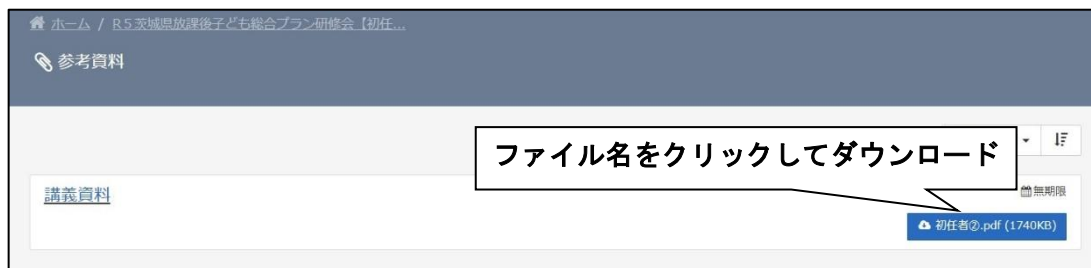 ホーム / R5茨城県放課後子ども総合プラン研修会【初任...
参考資料
ファイル名をクリックしてダウンロード
講義資料
無期限
初任者②.pdf (1740KB)